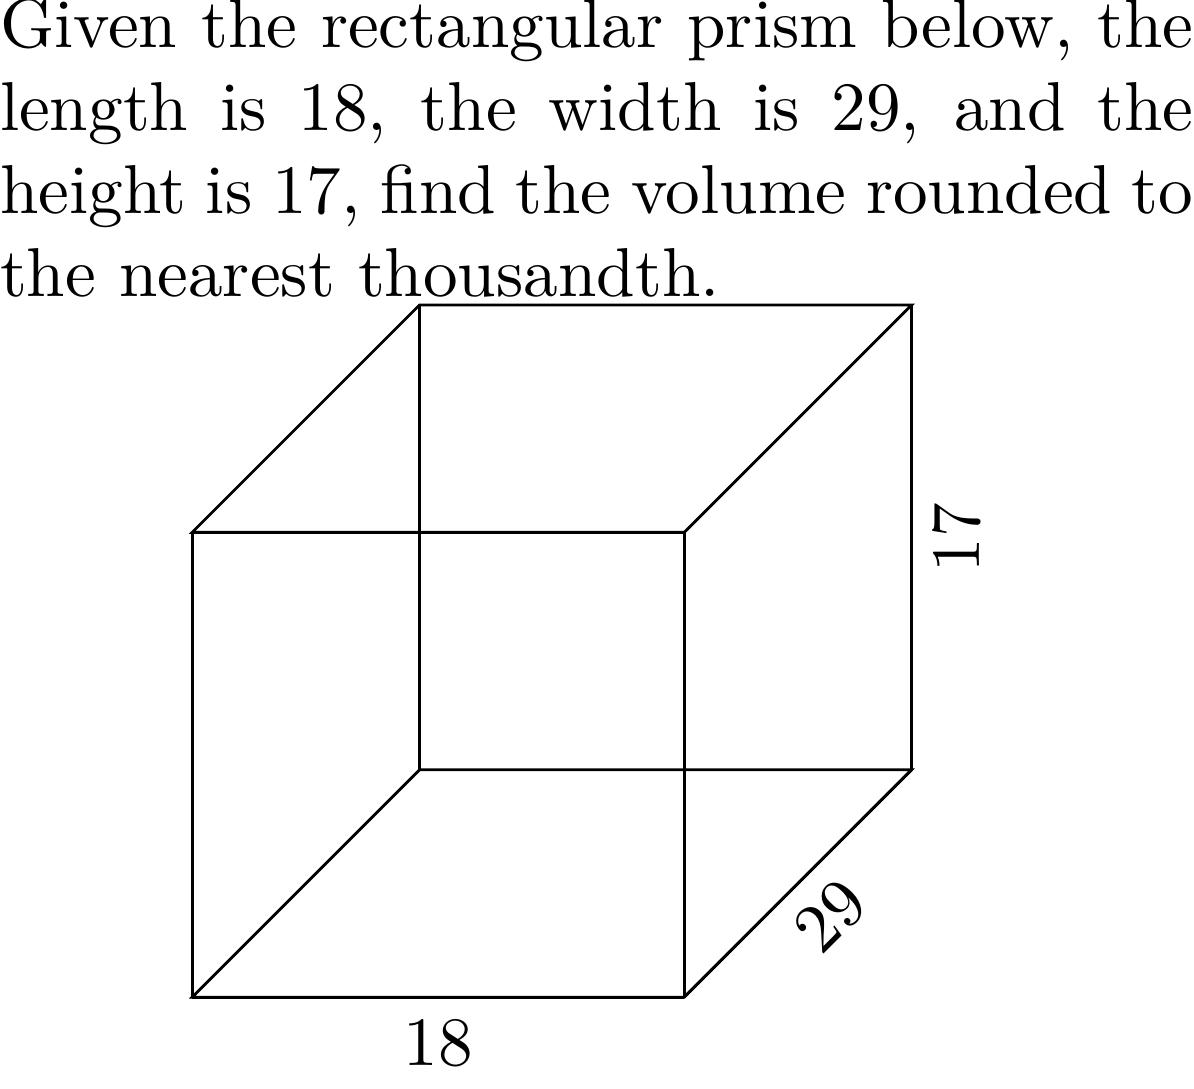 Given the rectangular prism below, the
length is 18, the width is 29, and the
height is 17, find the volume rounded to
the nearest thousandth.
17
29
18